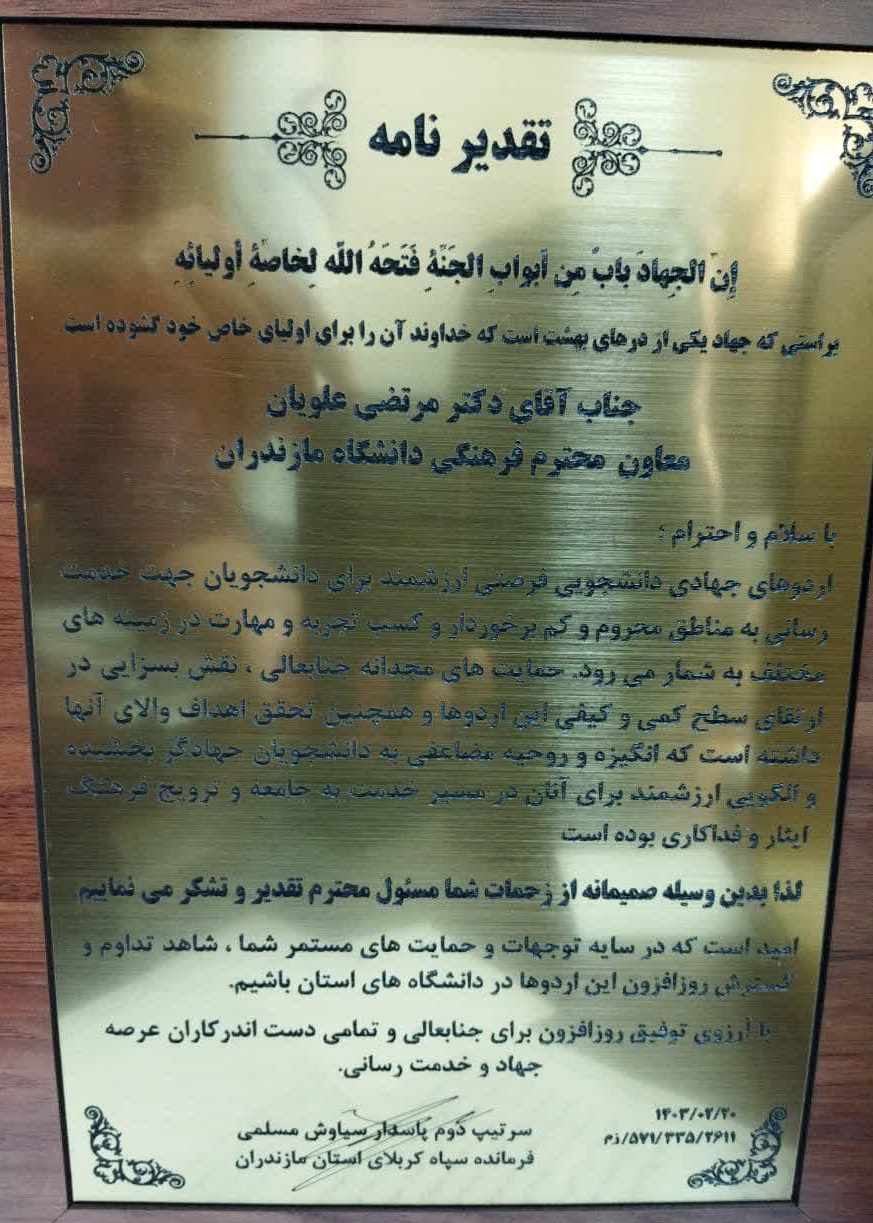 تقدیر نامه
إنَ الجِهادَ بابٌ مِن أبوابِ الجَنَّةِ فَتَحَهُ اللّه لِخاصَّةِ أولیائِهِ
براستی که جهاد یکی از درهای بهشت است که خداوند آن را برای اولیای خاص خود گشوده است
جناب آقای دکتر مرتضی علویان
معاون محترم فرهنگی دانشگاه مازندران
با سلام و احترام ؛
اردوهای جهادی دانشجویی فرصتی ارزشمند برای دانشجویان جهت خدمت
رسانی به مناطق محروم و کم برخوردار و کسب تجربه و مهارت در زمینه های
مختلف به شمار می رود. حمایت های مجدانه جنابعالی ، نقش بسزایی در
ارتقای سطح کمی و کیفی این اردوها و همچنین تحقق اهداف والای آنها
داشته است که انگیزه و روحیه مضاعفی به دانشجویان جهادگر بخشیده
و الگویی ارزشمند برای آنان در مسیر خدمت به جامعه و ترویج فرهنگ
ایثار و فداکاری بوده است
لذا بدین وسیله صمیمانه از زحمات شما مسئول محترم تقدیر و تشکر می نماییم
امید است که در سایه توجهات و حمایت های مستمر شما ، شاهد تداوم و
گسترش روزافزون این اردوها در دانشگاه های استان باشیم.
با آرزوی توفیق روزافزون برای جنابعالی و تمامی دست اندرکاران عرصه
جهاد و خدمت رسانی.
۱۴۰۳/۰۲/۲۰
۵۷۱/۳۳۵/۲۶۱۱/زم
سرتیپ دوم پاسدار سیاوش مسلمی
فرمانده سپاه کربلای استان مازندران